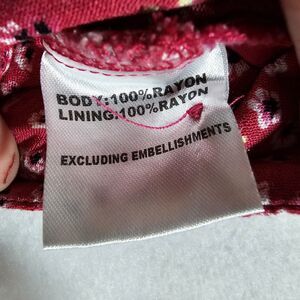 BODY:100%RAYON
LINING:100%RAYON
EXCLUDING EMBELLISHMENTS